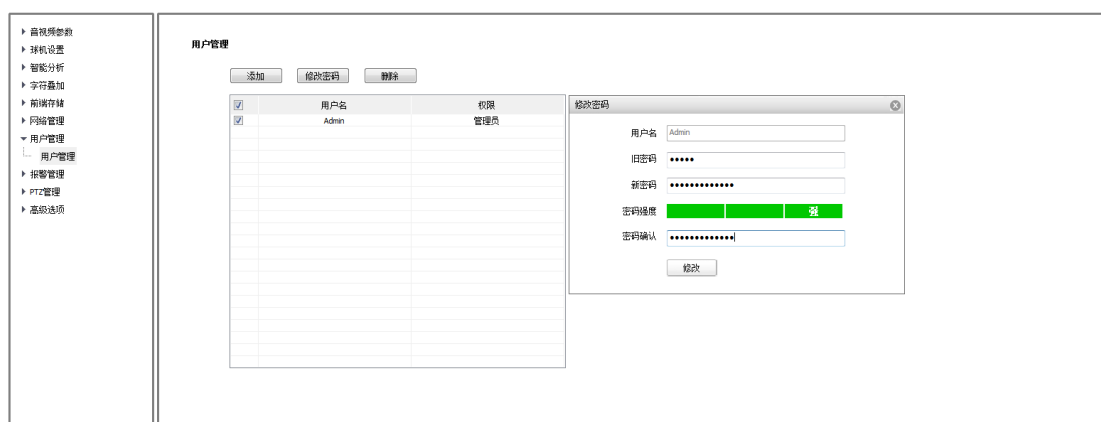 音视频参数
球机设置
智能分析
字符叠加
前端存储
网络管理
用户管理
用户管理
报警管理
PTZ管理
高级选项
用户管理
添加 修改密码 删除
用户名 权限
Admin 管理员
修改密码
用户名 Admin
旧密码 •••••
新密码 •••••••••••••
密码强度 强
密码确认 •••••••••••••
修改